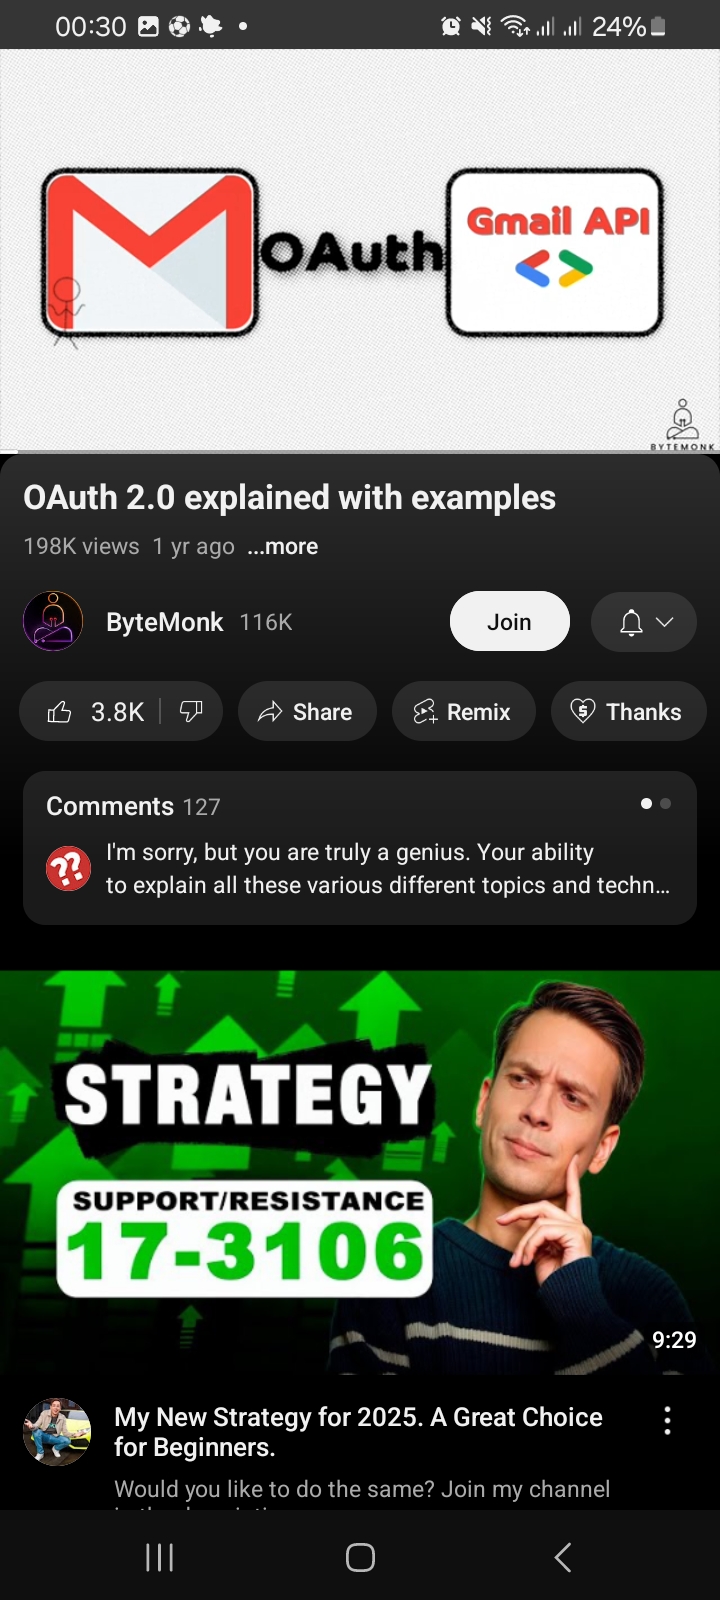 00:30
24%
OAuth
Gmail API
BYTEMONK
OAuth 2.0 explained with examples
198K views 1 yr ago ...more
ByteMonk 116K
Join
3.8K
Share
Remix
Thanks
Comments 127
??
I'm sorry, but you are truly a genius. Your ability
to explain all these various different topics and techn...
STRATEGY
SUPPORT/RESISTANCE
17-3106
9:29
My New Strategy for 2025. A Great Choice
for Beginners.
Would you like to do the same? Join my channel